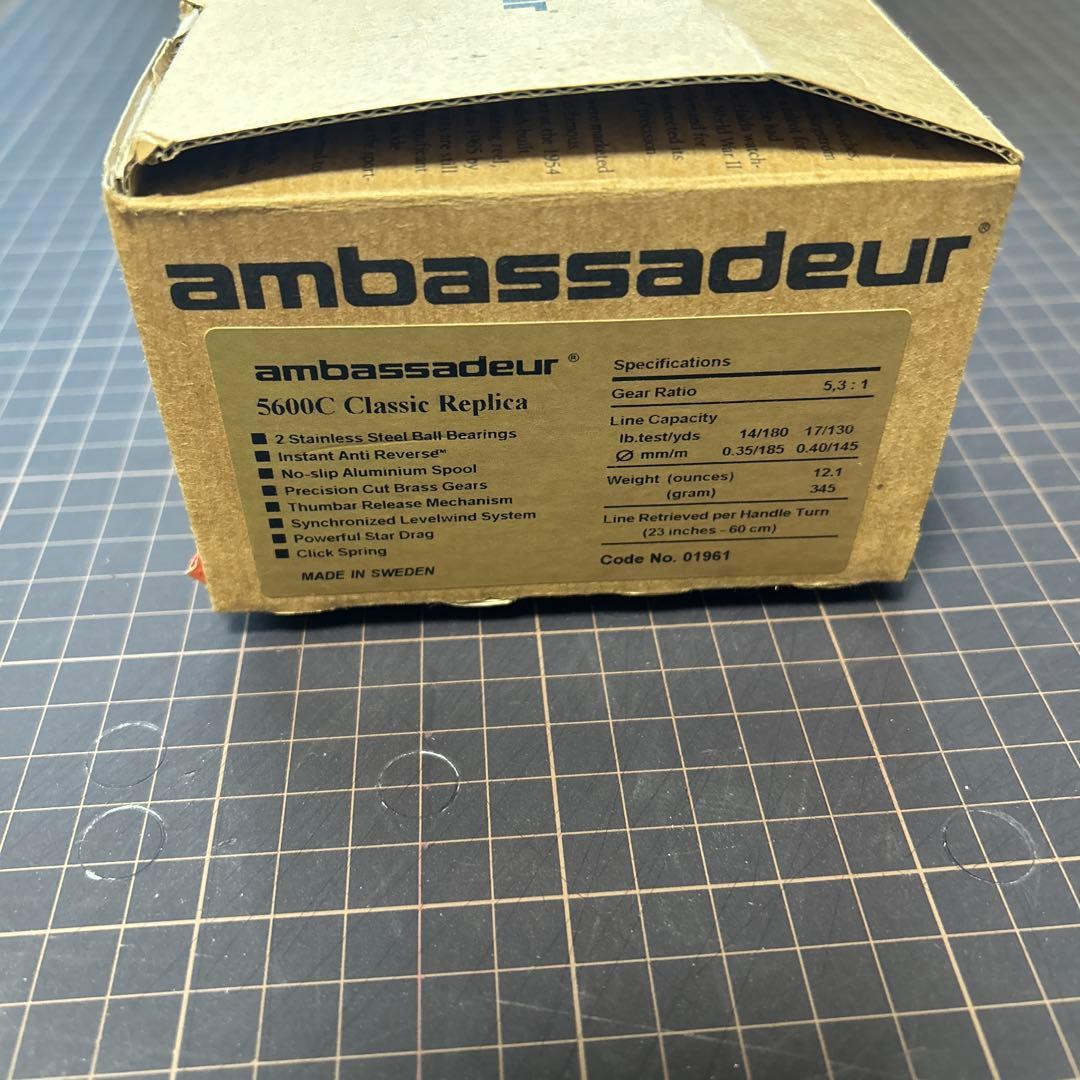 ambassadeur®
ambassadeur®
5600C Classic Replica
■ 2 Stainless Steel Ball Bearings
■ Instant Anti Reverse™
■ No-slip Aluminium Spool
■ Precision Cut Brass Gears
■ Thumbar Release Mechanism
■ Synchronized Levelwind System
■ Powerful Star Drag
■ Click Spring
MADE IN SWEDEN
Specifications
Gear Ratio 5,3 : 1
Line Capacity
lb.test/yds 14/180 17/130
Ø mm/m 0.35/185 0.40/145
Weight (ounces) 12.1
(gram) 345
Line Retrieved per Handle Turn
(23 inches - 60 cm)
Code No. 01961